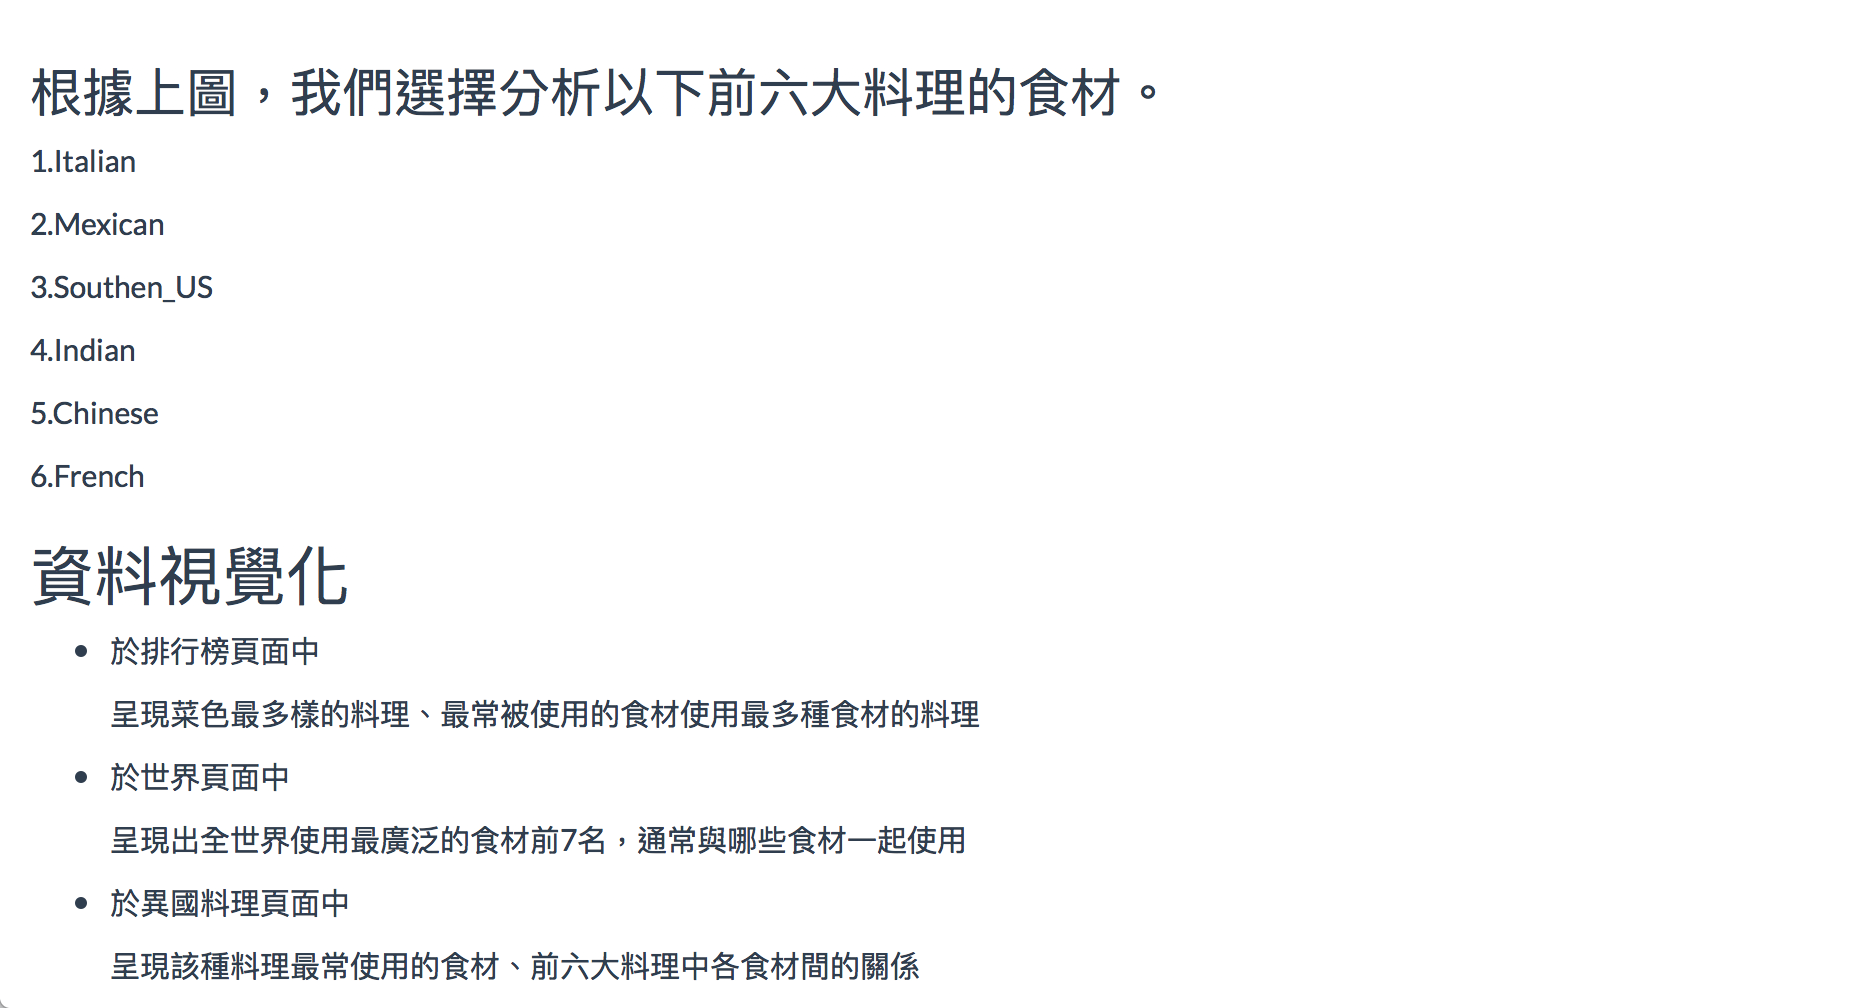 根據上圖，我們選擇分析以下前六大料理的食材。
1.Italian
2.Mexican
3.Southen_US
4.Indian
5.Chinese
6.French
資料視覺化
• 於排行榜頁面中
呈現菜色最多樣的料理、最常被使用的食材使用最多種食材的料理
• 於世界頁面中
呈現出全世界使用最廣泛的食材前7名，通常與哪些食材一起使用
• 於異國料理頁面中
呈現該種料理最常使用的食材、前六大料理中各食材間的關係